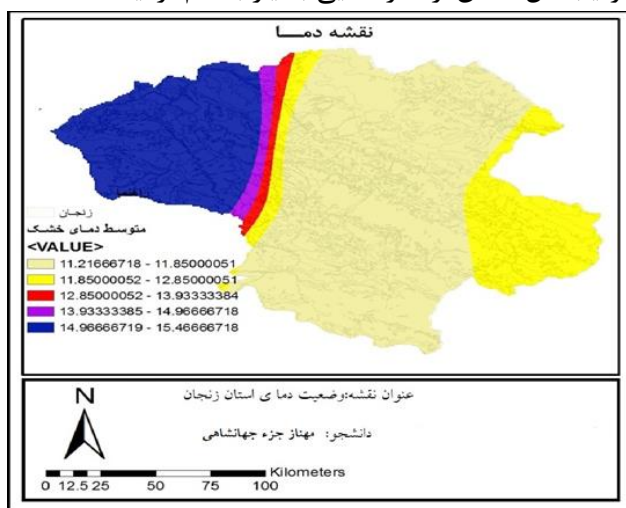 نقشه دمـــا
راهنما
زنجان
متوسط دمای خشک
<VALUE>
11.21666718 - 11.85000051
11.85000052 - 12.85000051
12.85000052 - 13.93333384
13.93333385 - 14.96666718
14.96666719 - 15.46666718
عنوان نقشه:وضعیت دما ی استان زنجان
N
دانشجو: مهناز جزء جهانشاهی
Kilometers
0 12.5 25 50 75 100